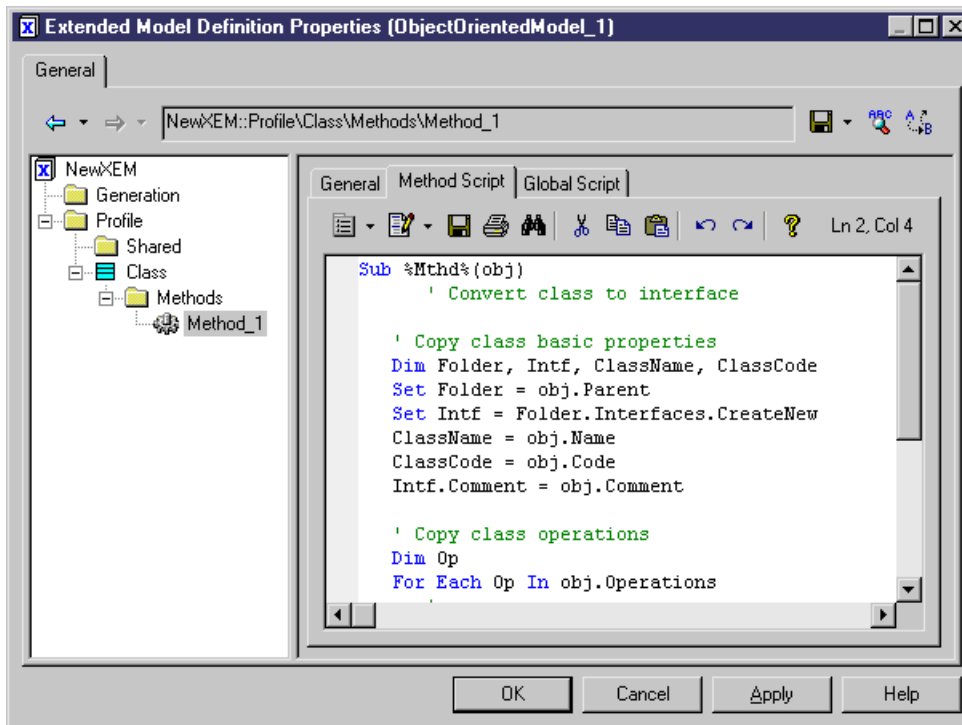 Extended Model Definition Properties (ObjectOrientedModel_1)
General
NewXEM::Profile\Class\Methods\Method_1
NewXEM
Generation
Profile
Shared
Class
Methods
Method_1
General Method Script Global Script
Ln 2, Col 4
Sub %Mthd%(obj)
' Convert class to interface
' Copy class basic properties
Dim Folder, Intf, ClassName, ClassCode
Set Folder = obj.Parent
Set Intf = Folder.Interfaces.CreateNew
ClassName = obj.Name
ClassCode = obj.Code
Intf.Comment = obj.Comment
' Copy class operations
Dim Op
For Each Op In obj.Operations
OK Cancel Apply Help